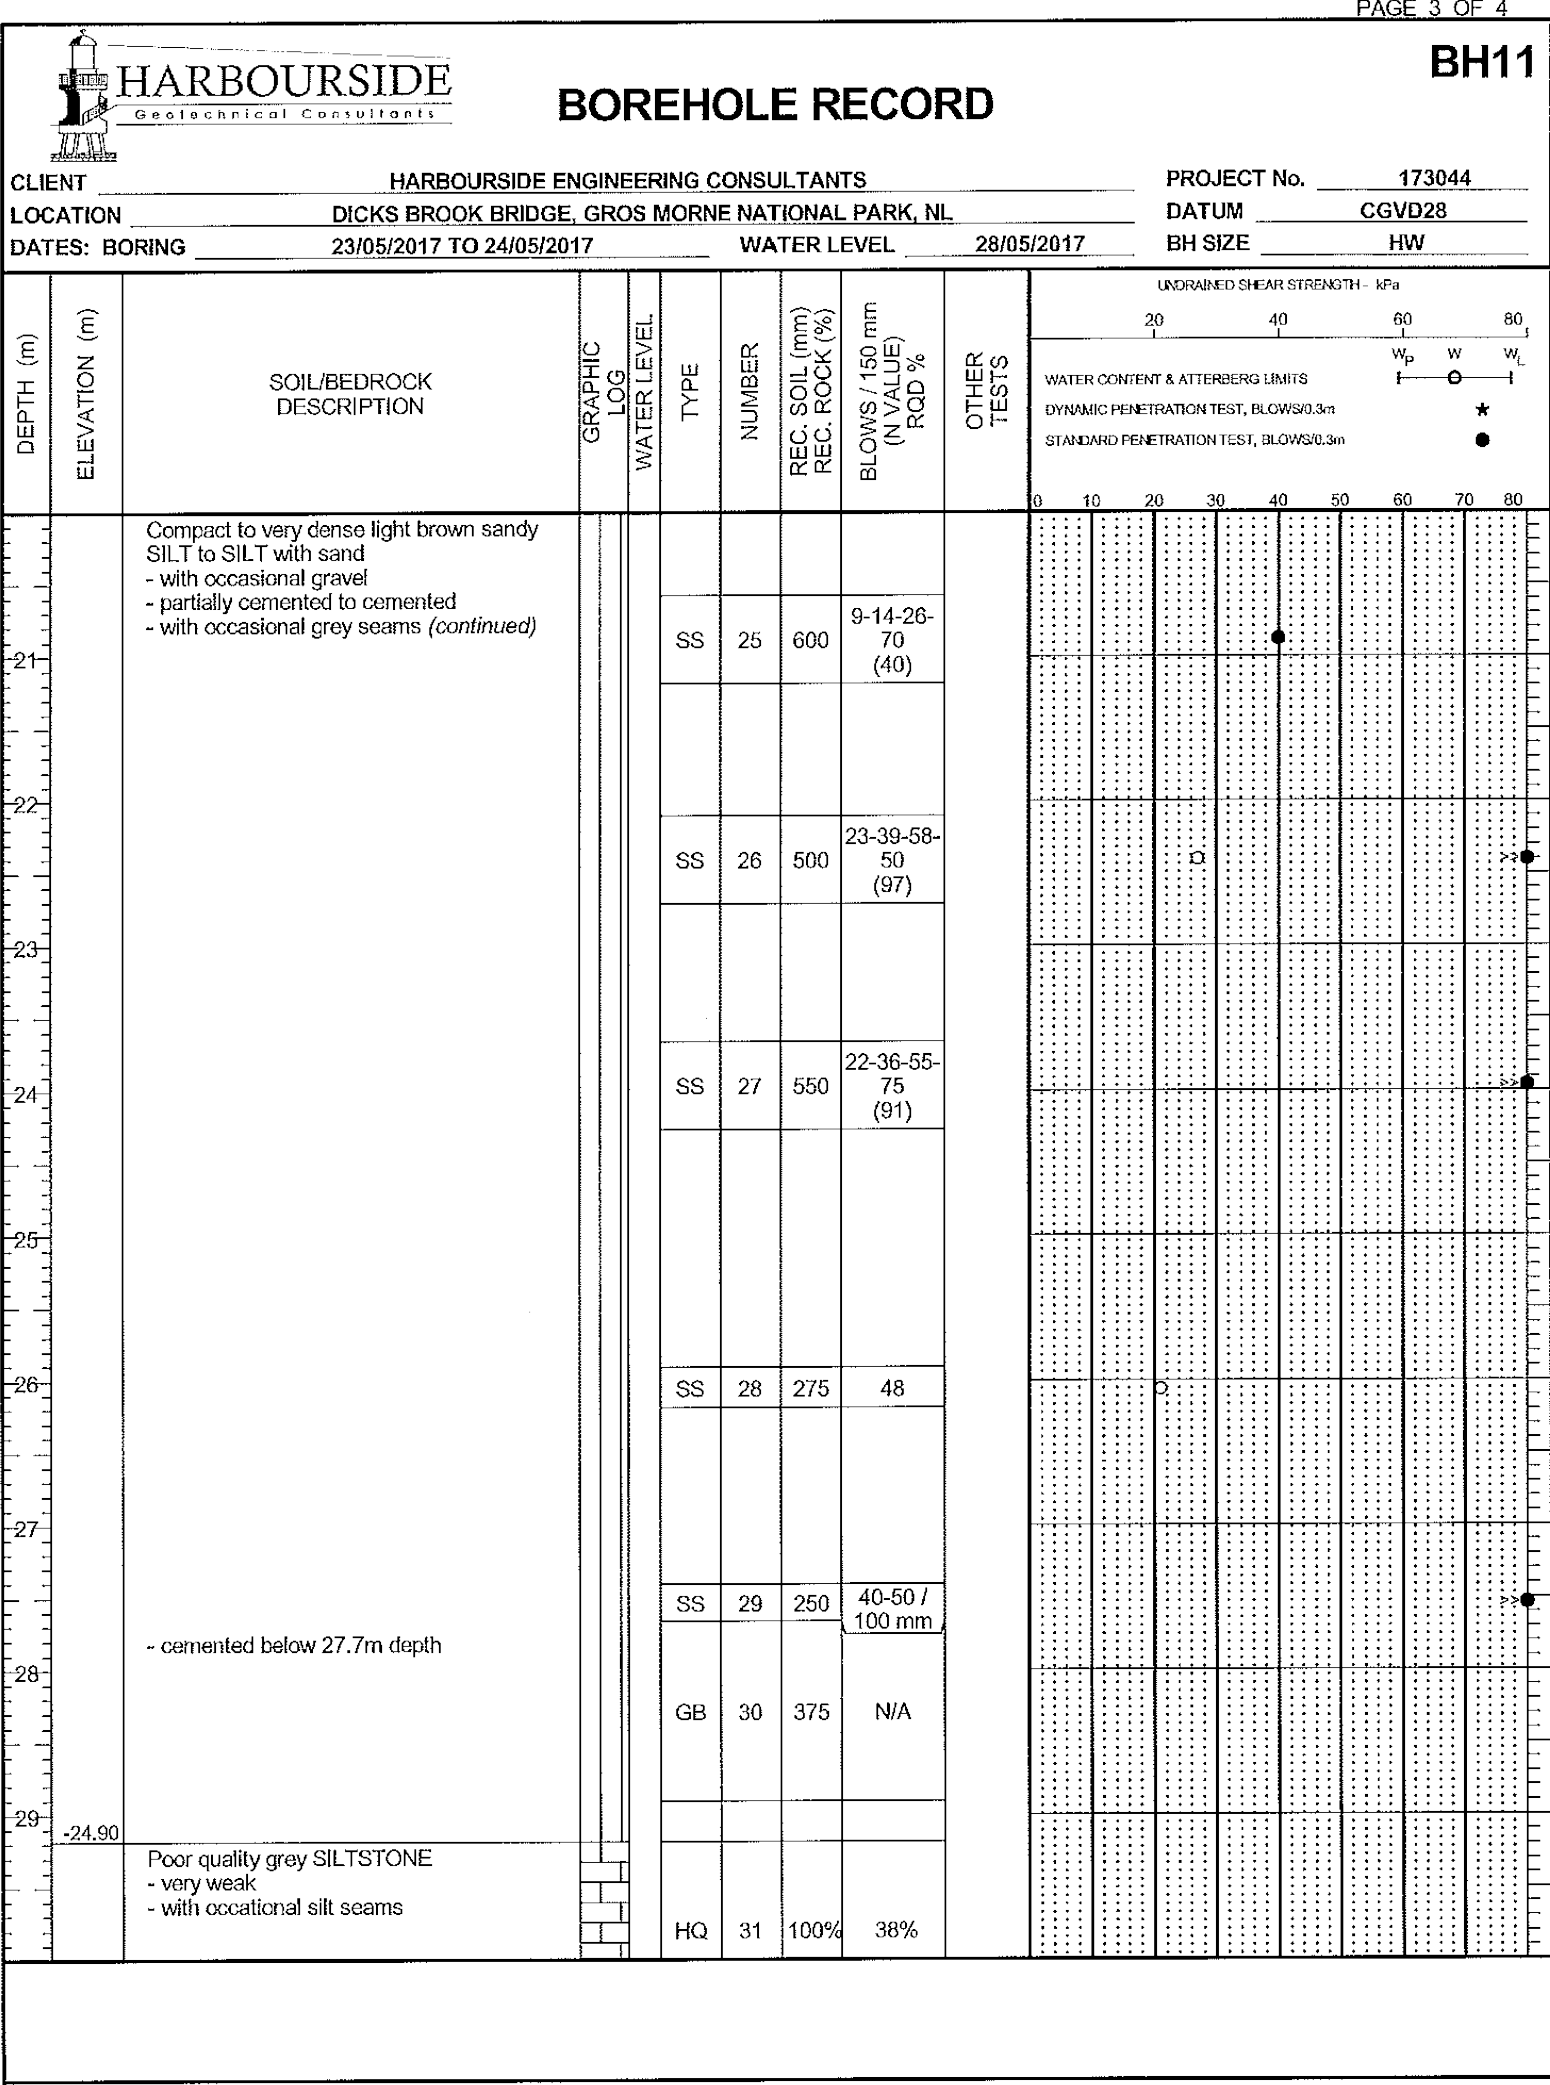 PAGE 3 OF 4
HARBOURSIDE
Geotechnical Consultants
BOREHOLE RECORD
BH11
CLIENT HARBOURSIDE ENGINEERING CONSULTANTS PROJECT No. 173044
LOCATION DICKS BROOK BRIDGE, GROS MORNE NATIONAL PARK, NL DATUM CGVD28
DATES: BORING 23/05/2017 TO 24/05/2017 WATER LEVEL 28/05/2017 BH SIZE HW
DEPTH (m)
ELEVATION (m)
SOIL/BEDROCK
DESCRIPTION
GRAPHIC
LOG
WATER LEVEL
TYPE
NUMBER
REC. SOIL (mm)
REC. ROCK (%)
BLOWS / 150 mm
(N VALUE)
RQD %
OTHER
TESTS
UNDRAINED SHEAR STRENGTH - kPa
20 40 60 80
WP W WL
WATER CONTENT & ATTERBERG LIMITS
DYNAMIC PENETRATION TEST, BLOWS/0.3m ★
STANDARD PENETRATION TEST, BLOWS/0.3m ●
0 10 20 30 40 50 60 70 80
Compact to very dense light brown sandy
SILT to SILT with sand
- with occasional gravel
- partially cemented to cemented
- with occasional grey seams (continued)
SS 25 600 9-14-26-
70
(40)
21
22
SS 26 500 23-39-58-
50
(97)
>>
23
SS 27 550 22-36-55-
75
(91)
>>
24
25
26
SS 28 275 48
27
SS 29 250 40-50 /
100 mm
>>
- cemented below 27.7m depth
28
GB 30 375 N/A
29
-24.90
Poor quality grey SILTSTONE
- very weak
- with occational silt seams
HQ 31 100% 38%